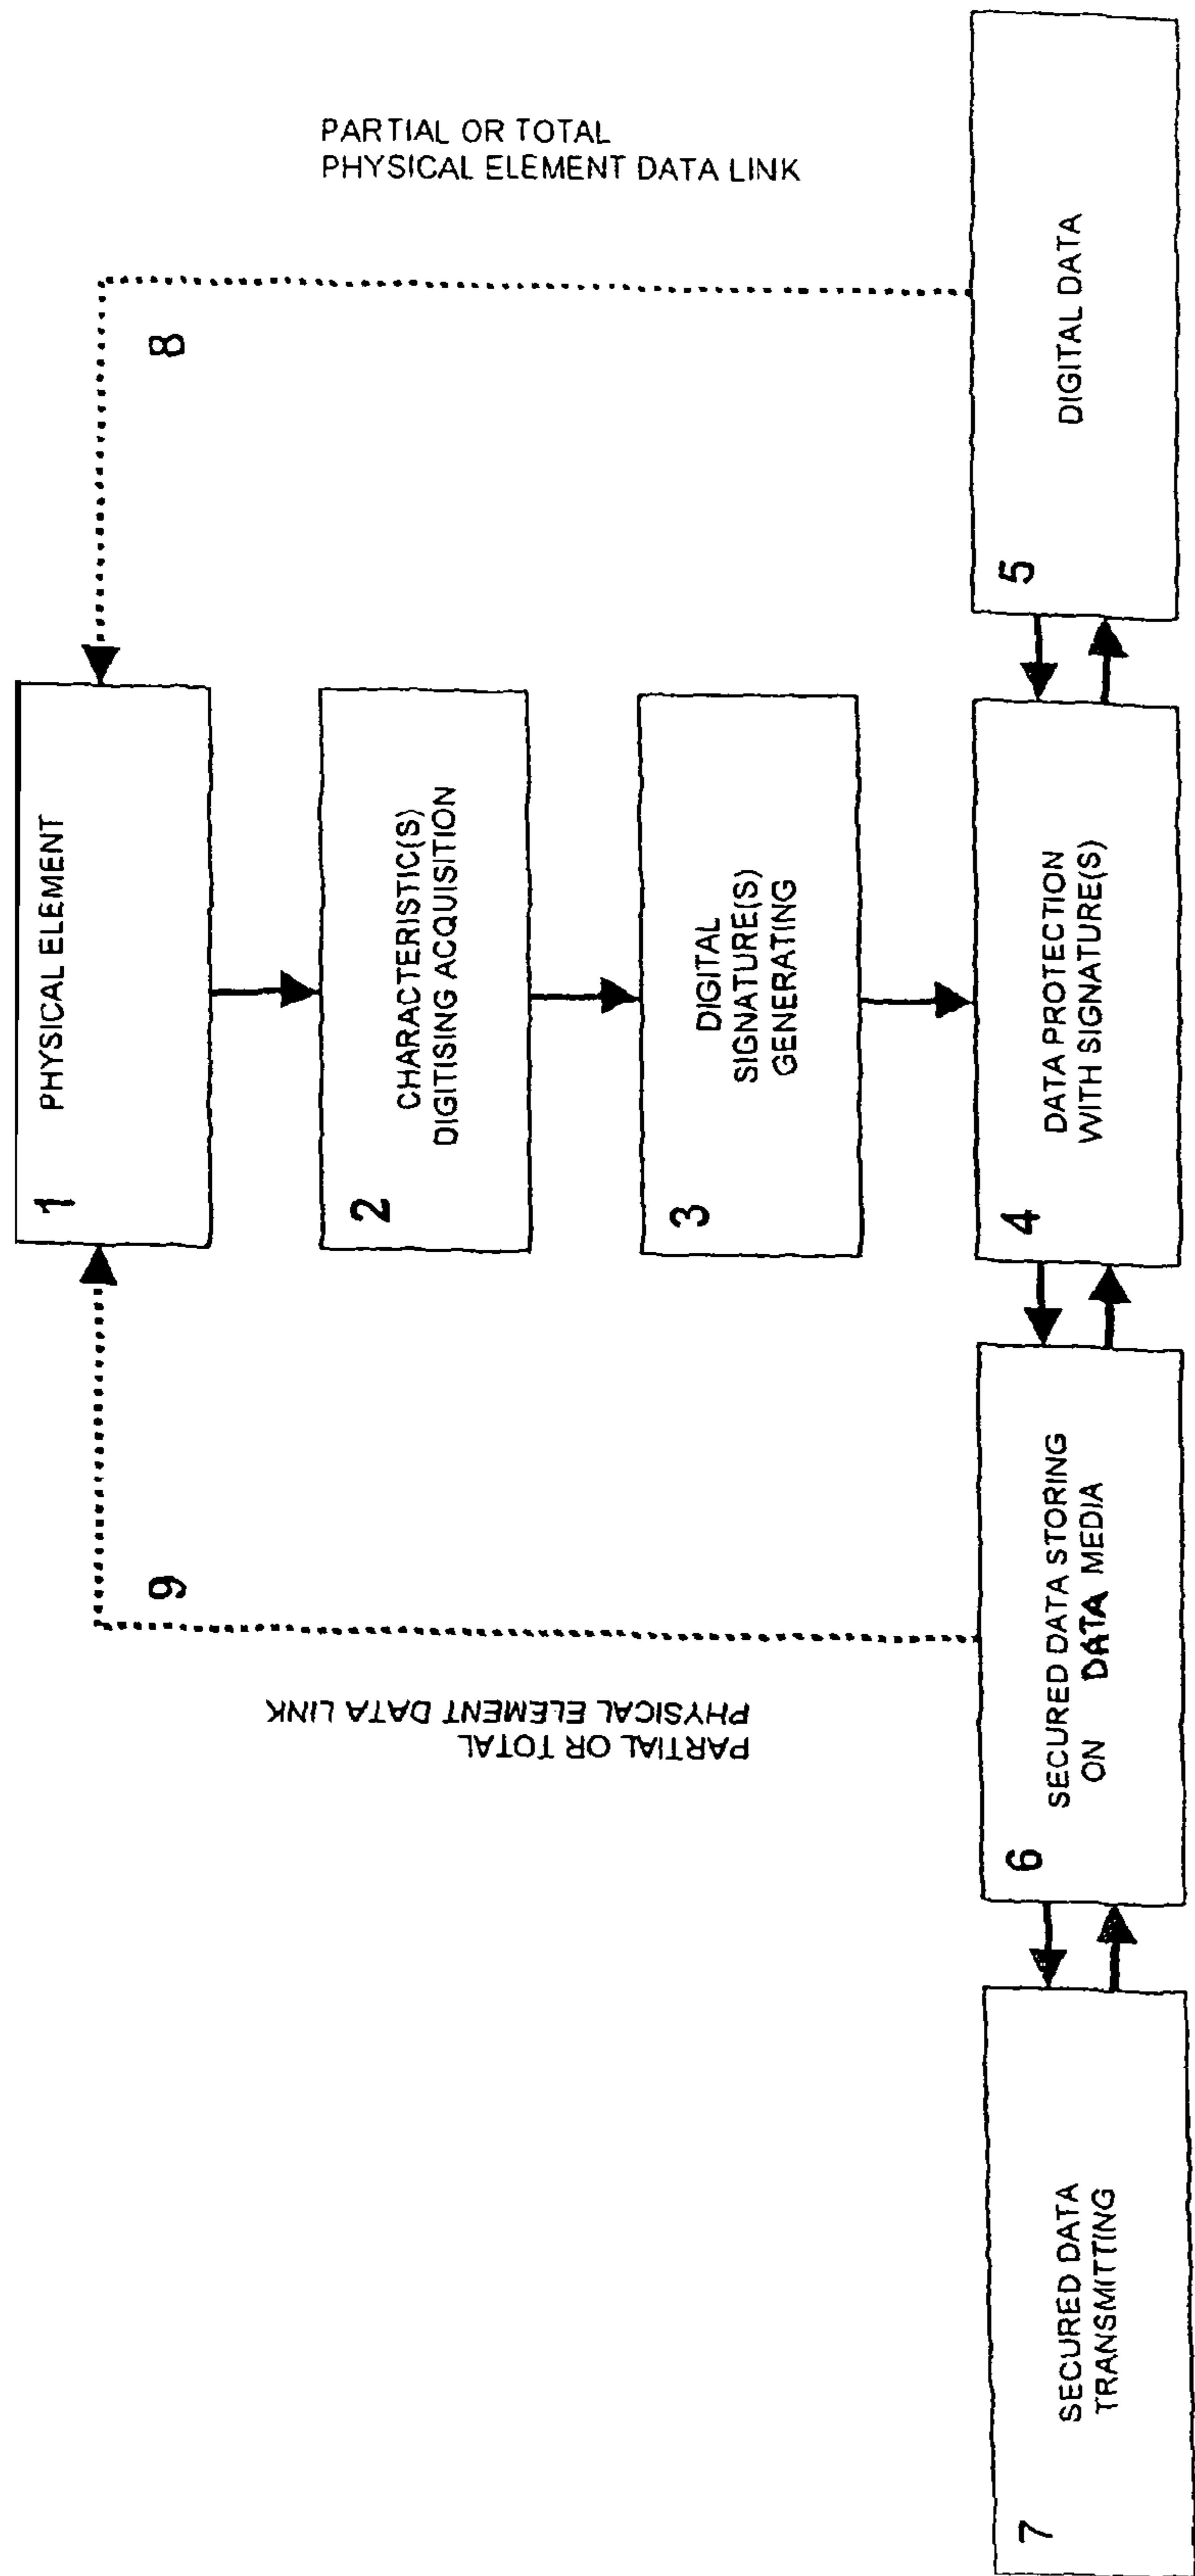 1
PHYSICAL ELEMENT
2
CHARACTERISTIC(S)
DIGITISING ACQUISITION
3
DIGITAL
SIGNATURE(S)
GENERATING
4
DATA PROTECTION
WITH SIGNATURE(S)
5
DIGITAL DATA
6
SECURED DATA STORING
ON DATA MEDIA
7
SECURED DATA
TRANSMITTING
8
PARTIAL OR TOTAL
PHYSICAL ELEMENT DATA LINK
9
PARTIAL OR TOTAL
PHYSICAL ELEMENT DATA LINK